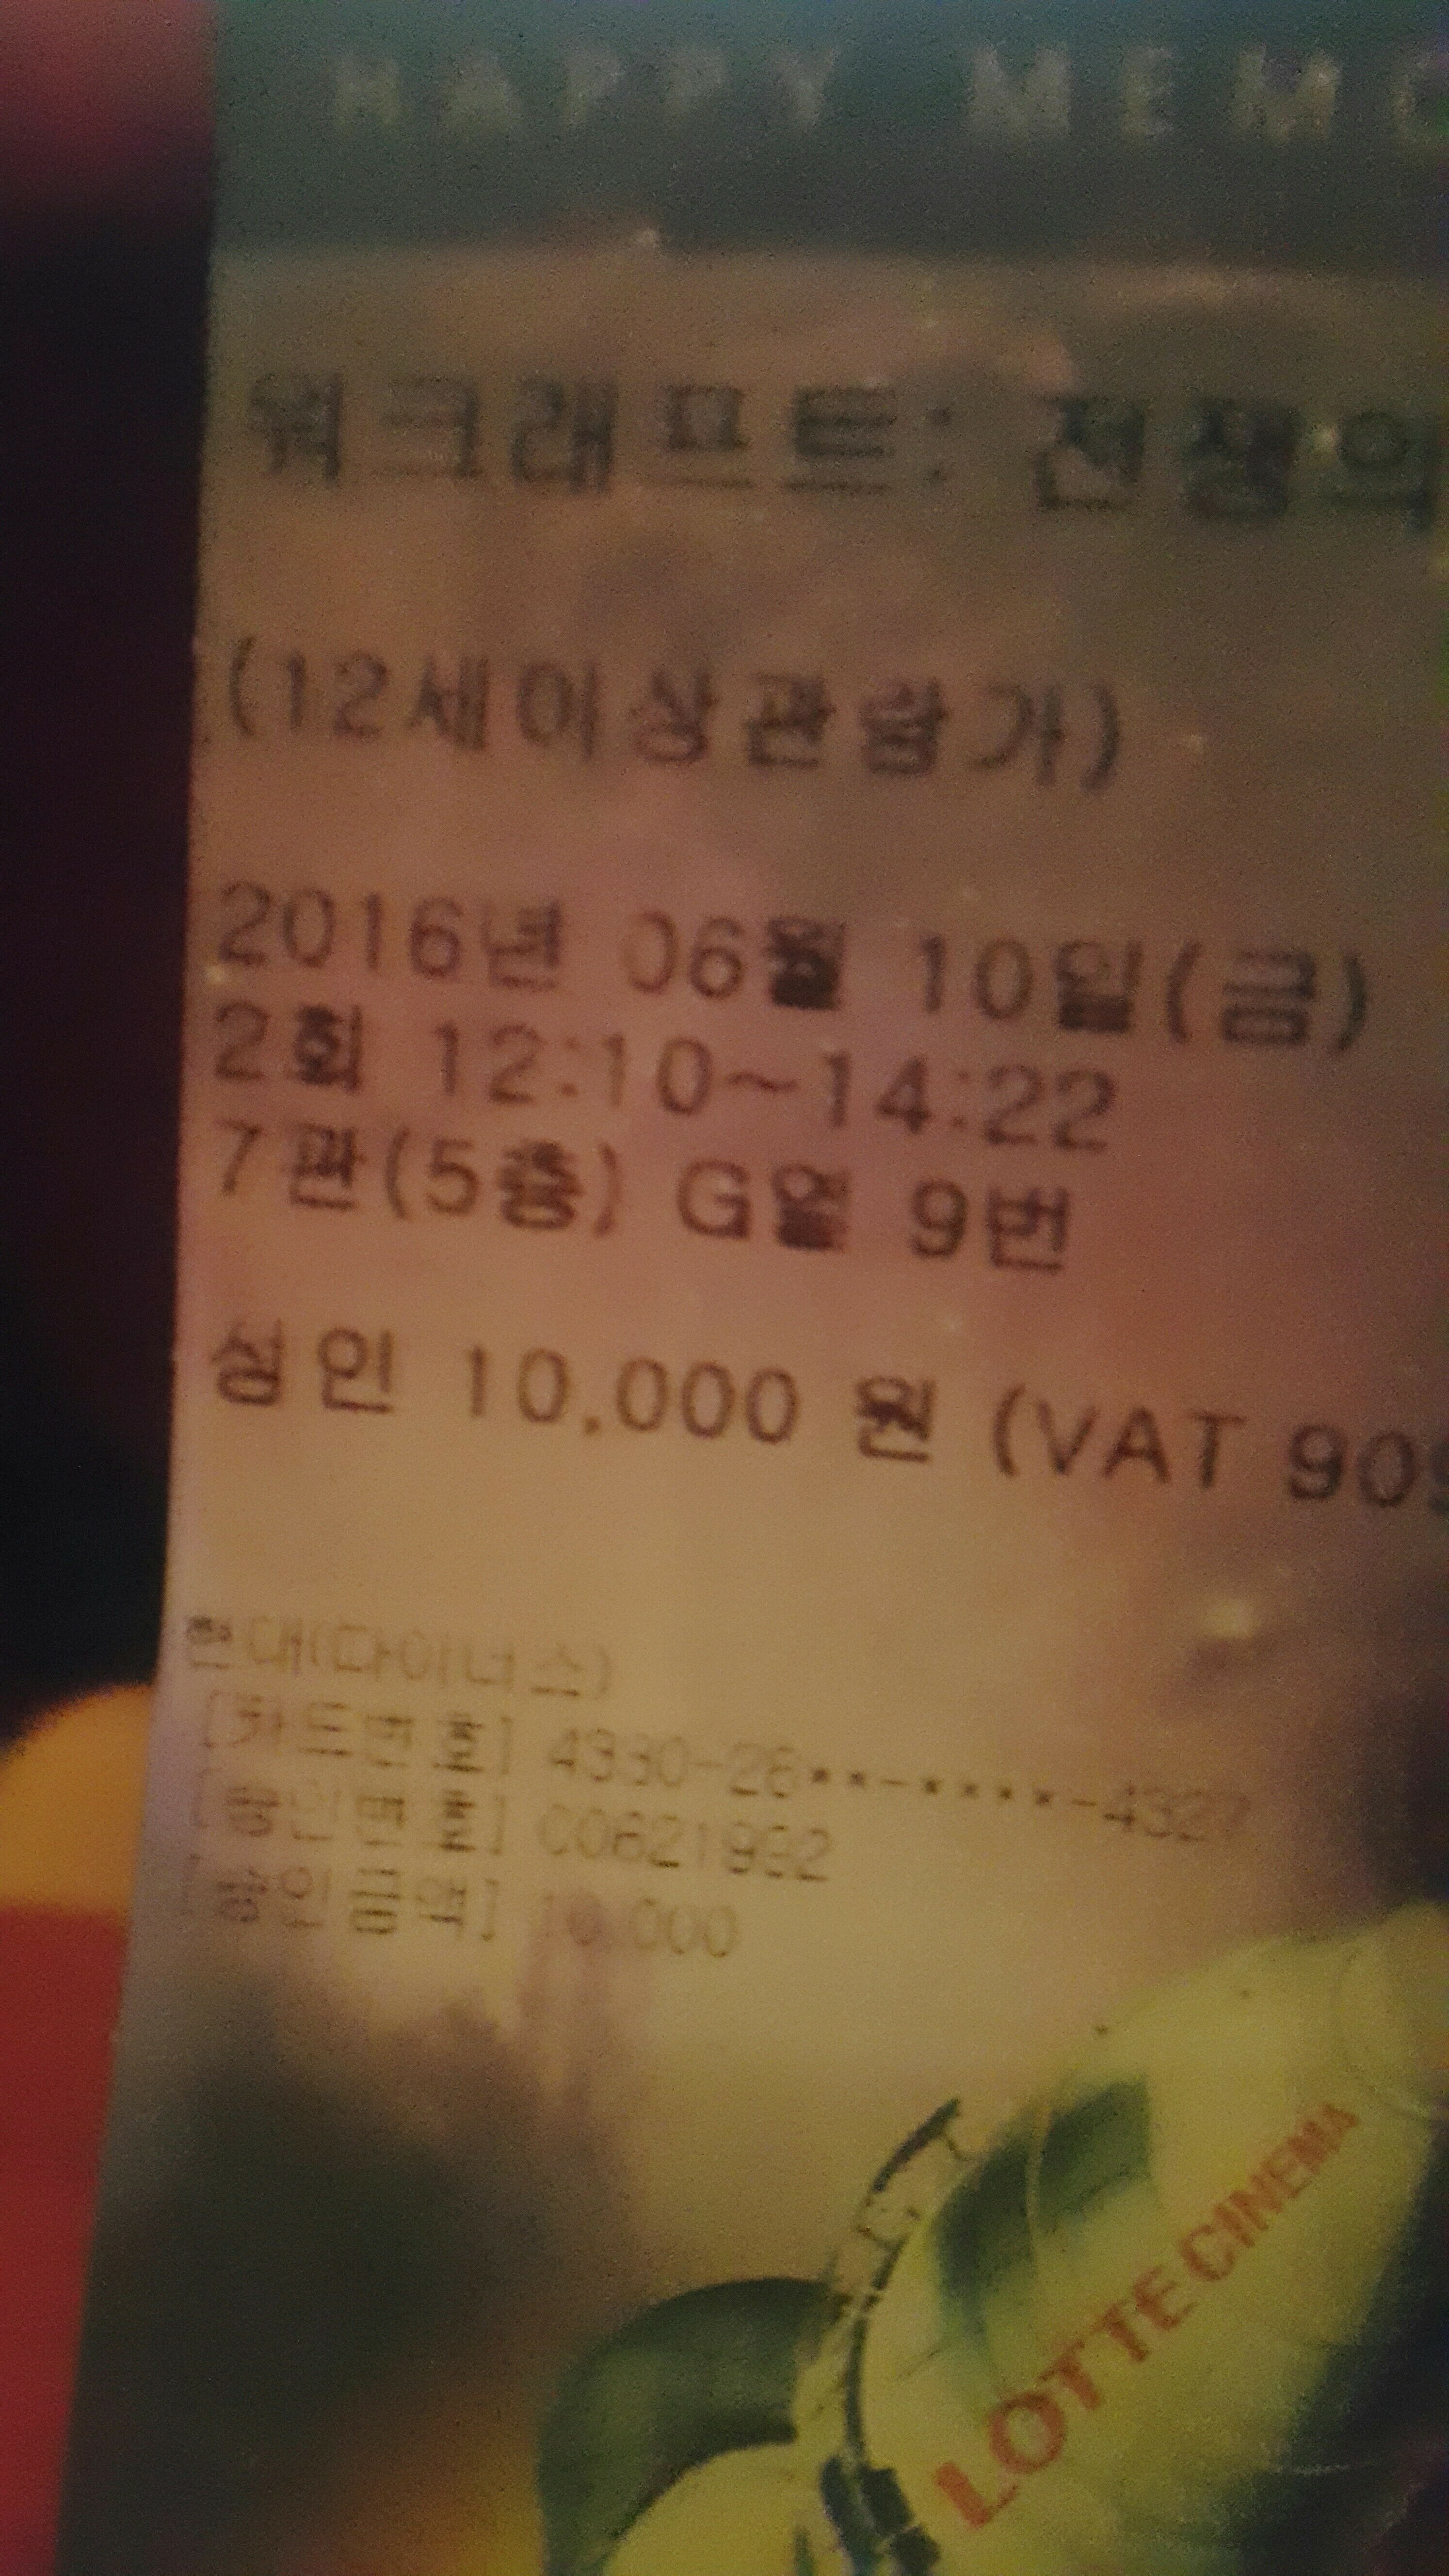 HAPPY MEMO
워크래프트: 전쟁의
(12세이상관람가)
2016년 06월 10일(금)
2회 12:10~14:22
7관(5층) G열 9번
성인 10,000 원 (VAT 909
현대(다이너스)
[카드번호] 4330-28**-****-4327
[승인번호] 00621992
[승인금액] 10,000
LOTTE CINEMA